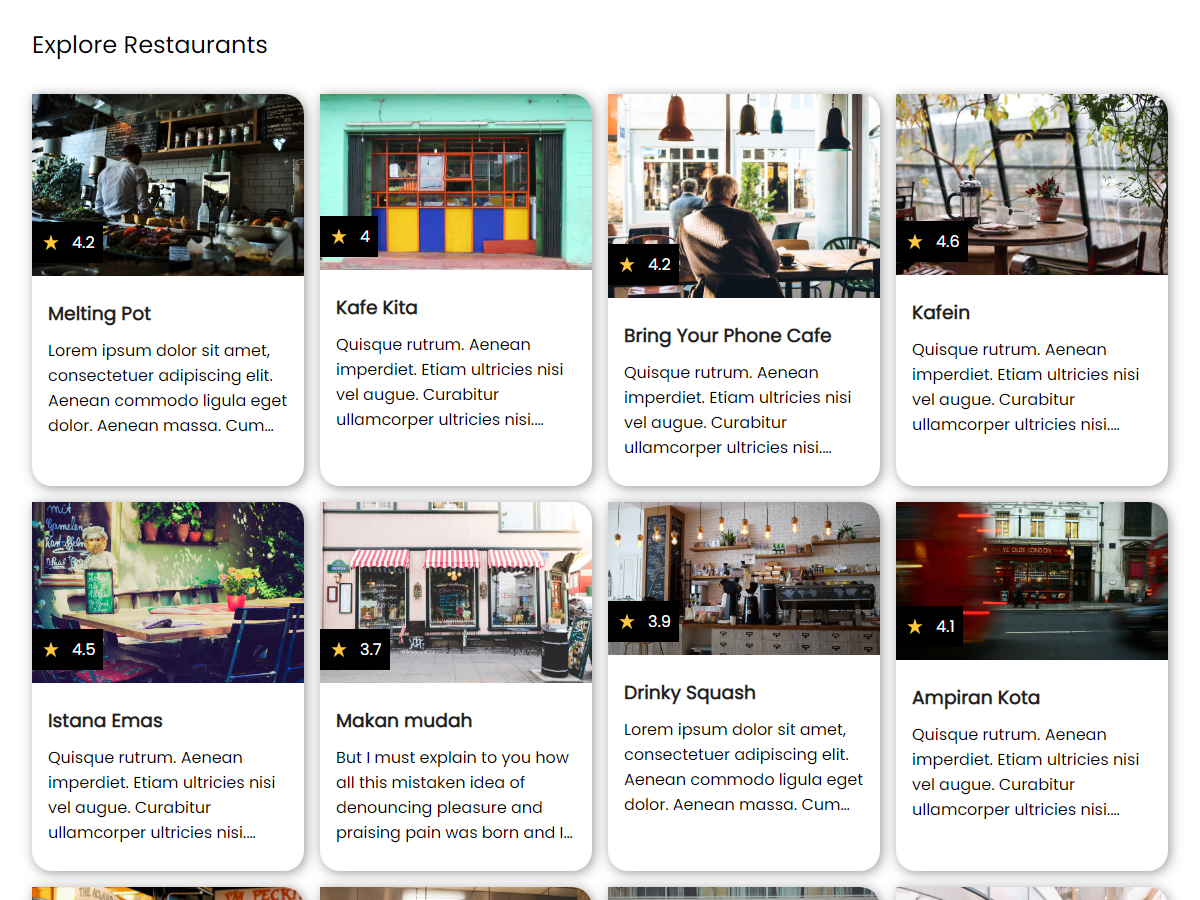 Explore Restaurants
4.2
4
4.2
4.6
Melting Pot
Lorem ipsum dolor sit amet,
consectetuer adipiscing elit.
Aenean commodo ligula eget
dolor. Aenean massa. Cum...
Kafe Kita
Quisque rutrum. Aenean
imperdiet. Etiam ultricies nisi
vel augue. Curabitur
ullamcorper ultricies nisi....
Bring Your Phone Cafe
Quisque rutrum. Aenean
imperdiet. Etiam ultricies nisi
vel augue. Curabitur
ullamcorper ultricies nisi....
Kafein
Quisque rutrum. Aenean
imperdiet. Etiam ultricies nisi
vel augue. Curabitur
ullamcorper ultricies nisi....
mit
4.5
3.7
3.9
YE OLDE LONDON
4.1
Istana Emas
Quisque rutrum. Aenean
imperdiet. Etiam ultricies nisi
vel augue. Curabitur
ullamcorper ultricies nisi....
Makan mudah
But I must explain to you how
all this mistaken idea of
denouncing pleasure and
praising pain was born and I...
Drinky Squash
Lorem ipsum dolor sit amet,
consectetuer adipiscing elit.
Aenean commodo ligula eget
dolor. Aenean massa. Cum...
Ampiran Kota
Quisque rutrum. Aenean
imperdiet. Etiam ultricies nisi
vel augue. Curabitur
ullamcorper ultricies nisi....